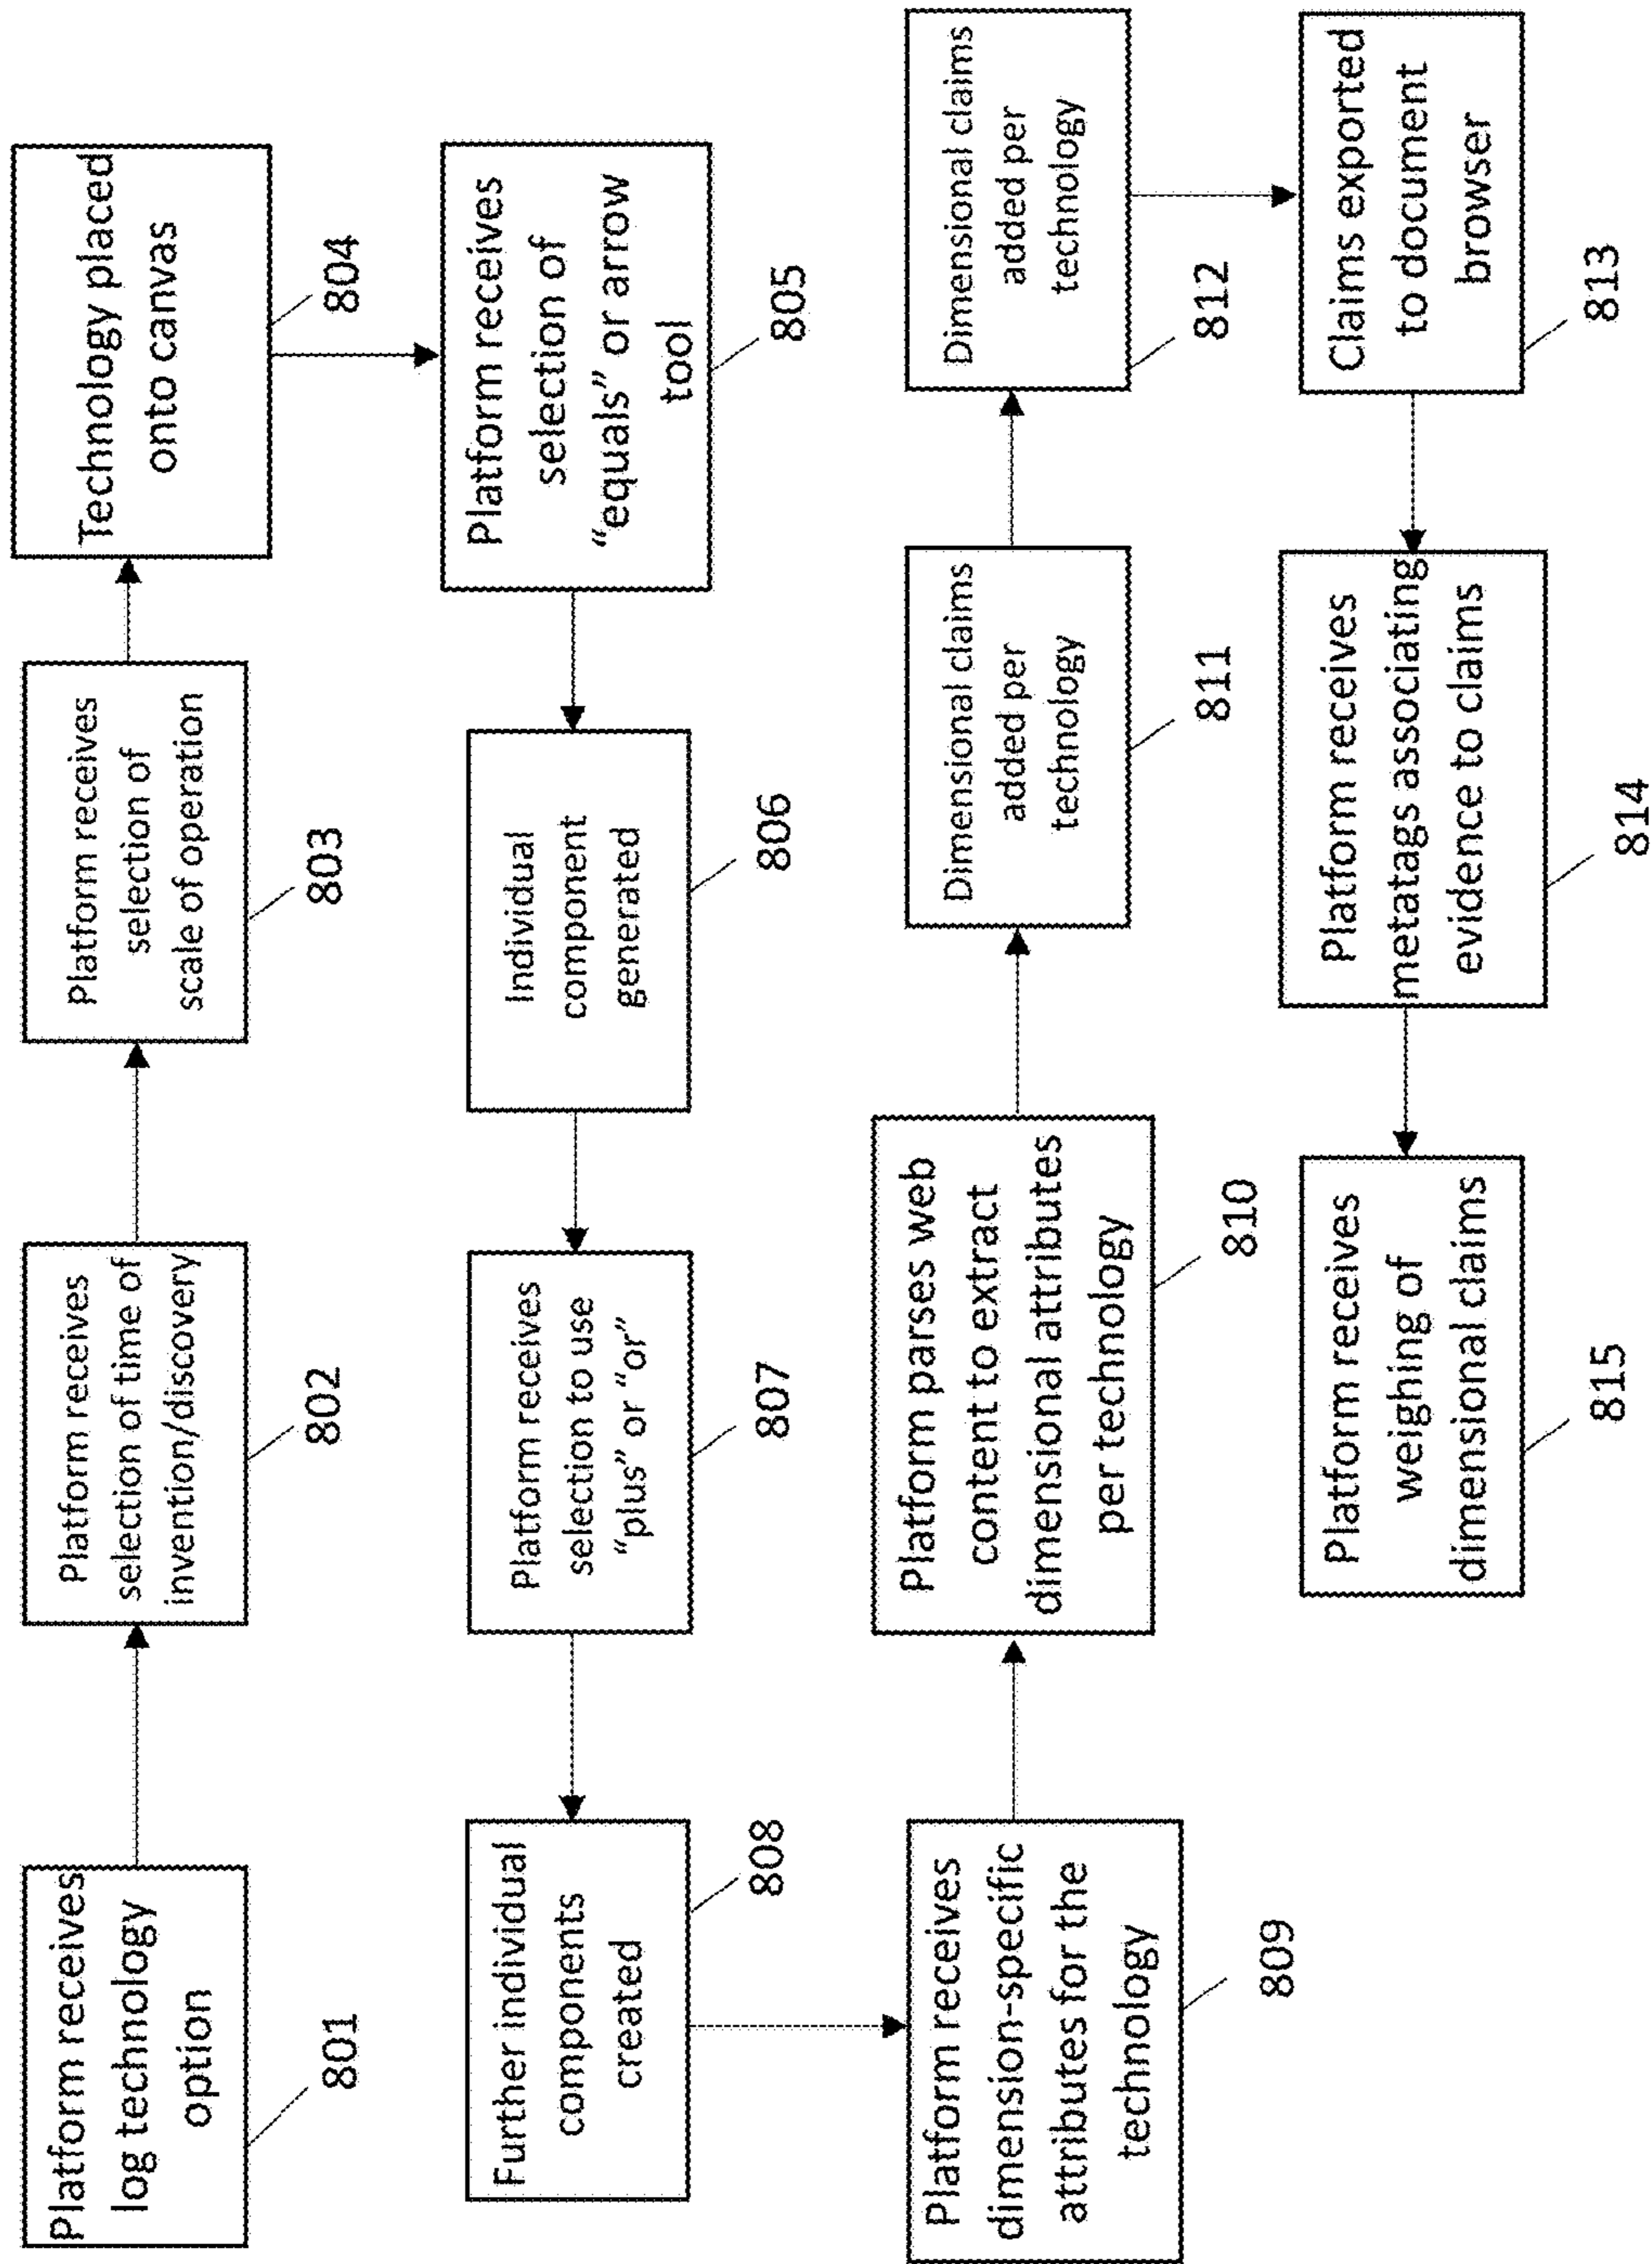 Platform receives
log technology
option
801
Platform receives
selection of time of
invention/discovery
802
Platform receives
selection of
scale of operation
803
Technology placed
onto canvas
804
Platform receives
selection of
“equals” or arrow
tool
805
Individual
component
generated
806
Platform receives
selection to use
“plus” or “or”
807
Further individual
components
created
808
Platform receives
dimension-specific
attributes for the
technology
809
Platform parses web
content to extract
dimensional attributes
per technology
810
Dimensional claims
added per
technology
811
Dimensional claims
added per
technology
812
Claims exported
to document
browser
813
Platform receives
metatags associating
evidence to claims
814
Platform receives
weighing of
dimensional claims
815